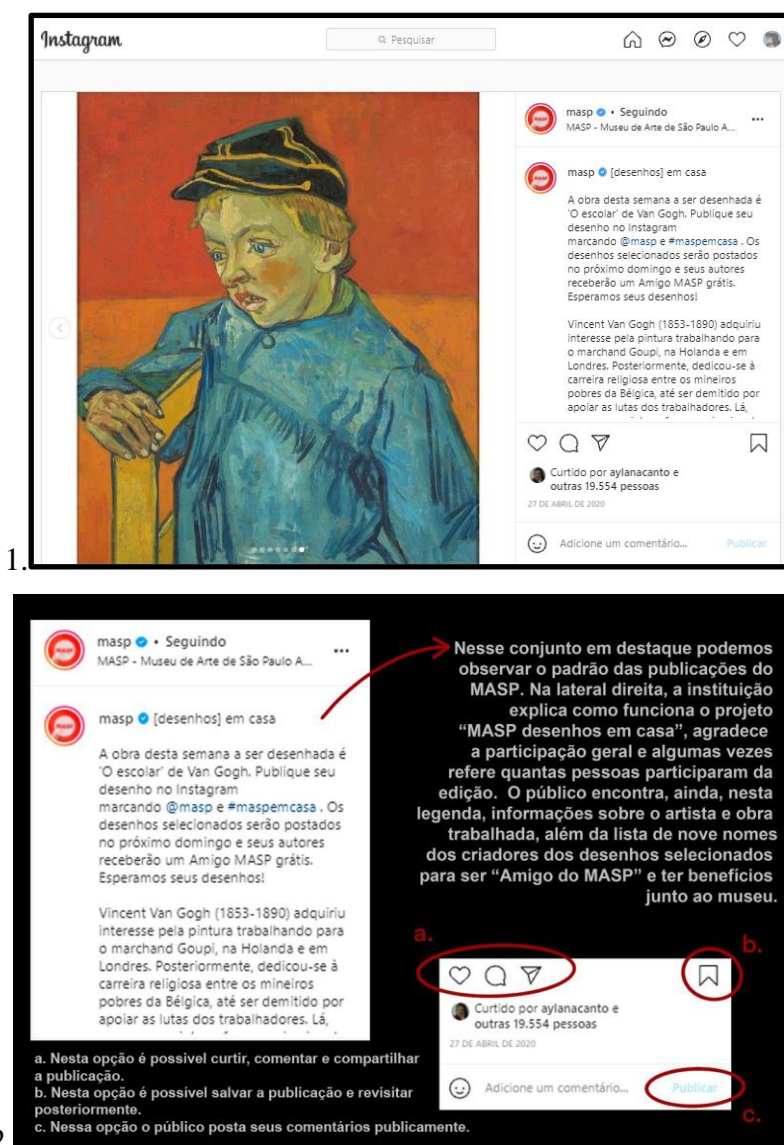 Instagram
Pesquisar
masp • Seguindo
MASP - Museu de Arte de São Paulo A...
masp [desenhos] em casa
A obra desta semana a ser desenhada é
'O escolar' de Van Gogh. Publique seu
desenho no Instagram
marcando @masp e #maspemcasa . Os
desenhos selecionados serão postados
no próximo domingo e seus autores
receberão um Amigo MASP grátis.
Esperamos seus desenhos!
Vincent Van Gogh (1853-1890) adquiriu
interesse pela pintura trabalhando para
o marchand Goupi, na Holanda e em
Londres. Posteriormente, dedicou-se à
carreira religiosa entre os mineiros
pobres da Bélgica, até ser demitido por
apoiar as lutas dos trabalhadores. Lá,
Curtido por aylanacanto e
outras 19.554 pessoas
27 DE ABRIL DE 2020
Adicione um comentário... Publicar
1.
masp • Seguindo
MASP - Museu de Arte de São Paulo A...
masp [desenhos] em casa
A obra desta semana a ser desenhada é
'O escolar' de Van Gogh. Publique seu
desenho no Instagram
marcando @masp e #maspemcasa . Os
desenhos selecionados serão postados
no próximo domingo e seus autores
receberão um Amigo MASP grátis.
Esperamos seus desenhos!
Vincent Van Gogh (1853-1890) adquiriu
interesse pela pintura trabalhando para
o marchand Goupi, na Holanda e em
Londres. Posteriormente, dedicou-se à
carreira religiosa entre os mineiros
pobres da Bélgica, até ser demitido por
apoiar as lutas dos trabalhadores. Lá,
Nesse conjunto em destaque podemos
observar o padrão das publicações do
MASP. Na lateral direita, a instituição
explica como funciona o projeto
“MASP desenhos em casa”, agradece
a participação geral e algumas vezes
refere quantas pessoas participaram da
edição. O público encontra, ainda, nesta
legenda, informações sobre o artista e obra
trabalhada, além da lista de nove nomes
dos criadores dos desenhos selecionados
para ser “Amigo do MASP” e ter benefícios
junto ao museu.
a.
b.
Curtido por aylanacanto e
outras 19.554 pessoas
27 DE ABRIL DE 2020
Adicione um comentário... Publicar
c.
a. Nesta opção é possivel curtir, comentar e compartilhar
a publicação.
b. Nesta opção é possivel salvar a publicação e revisitar
posteriormente.
c. Nessa opção o público posta seus comentários publicamente.